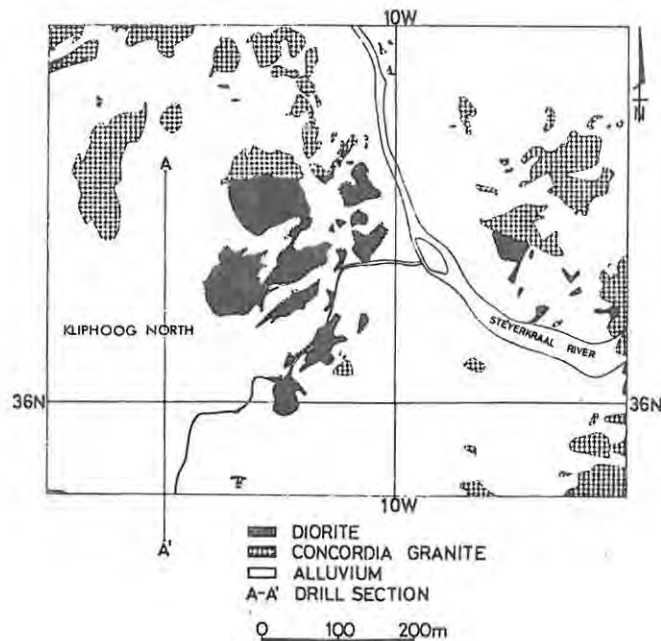 10W
N
A
KLIPHOOG NORTH
STEYERKRAAL RIVER
36N
36N
10W
A'
DIORITE
CONCORDIA GRANITE
ALLUVIUM
A-A' DRILL SECTION
0 100 200m